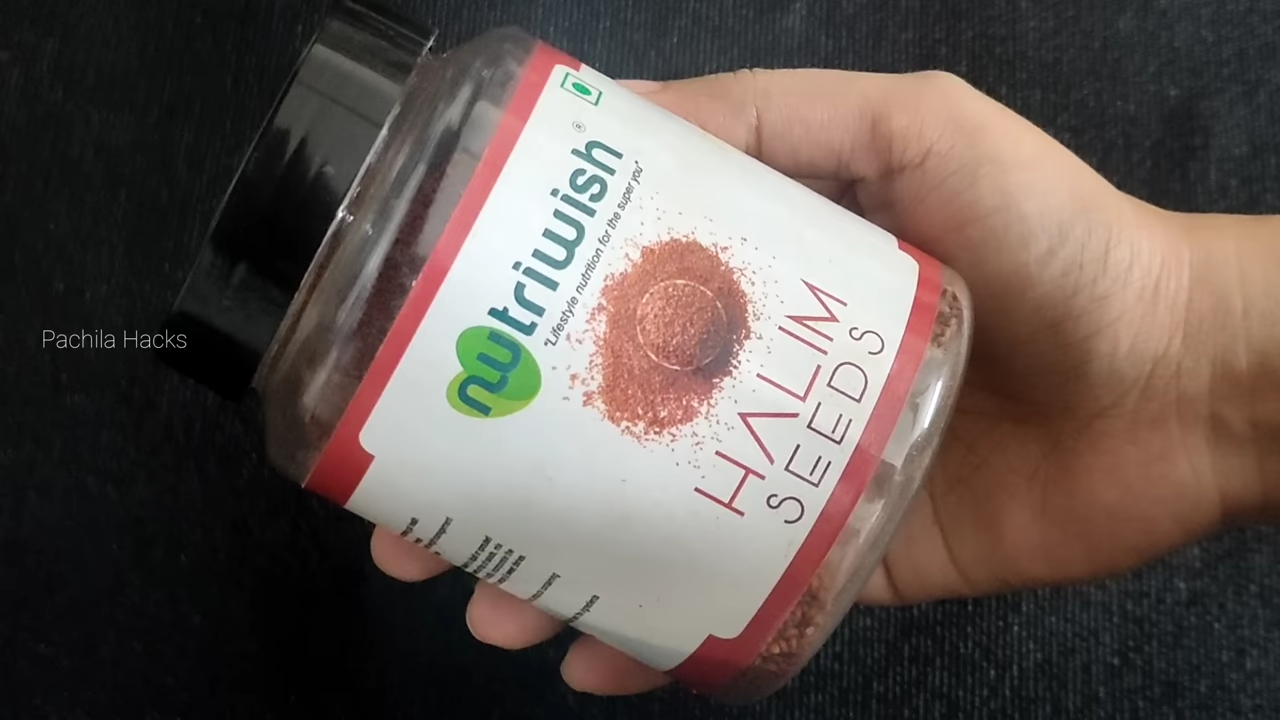 Pachila Hacks
nutriwish®
"Lifestyle nutrition for the super you"
HALIM
SEEDS